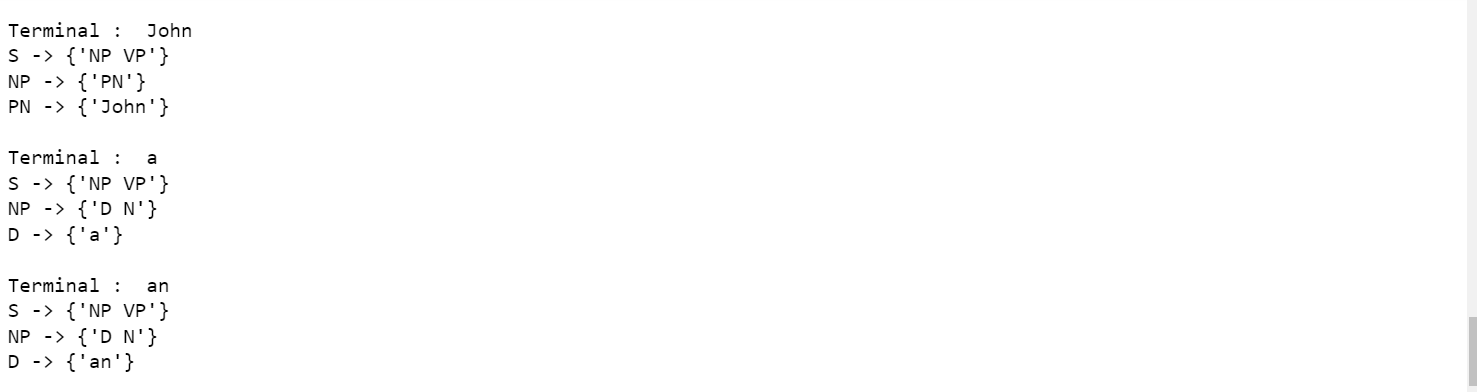 Terminal :  John
S -> {'NP VP'}
NP -> {'PN'}
PN -> {'John'}
Terminal :  a
S -> {'NP VP'}
NP -> {'D N'}
D -> {'a'}
Terminal :  an
S -> {'NP VP'}
NP -> {'D N'}
D -> {'an'}